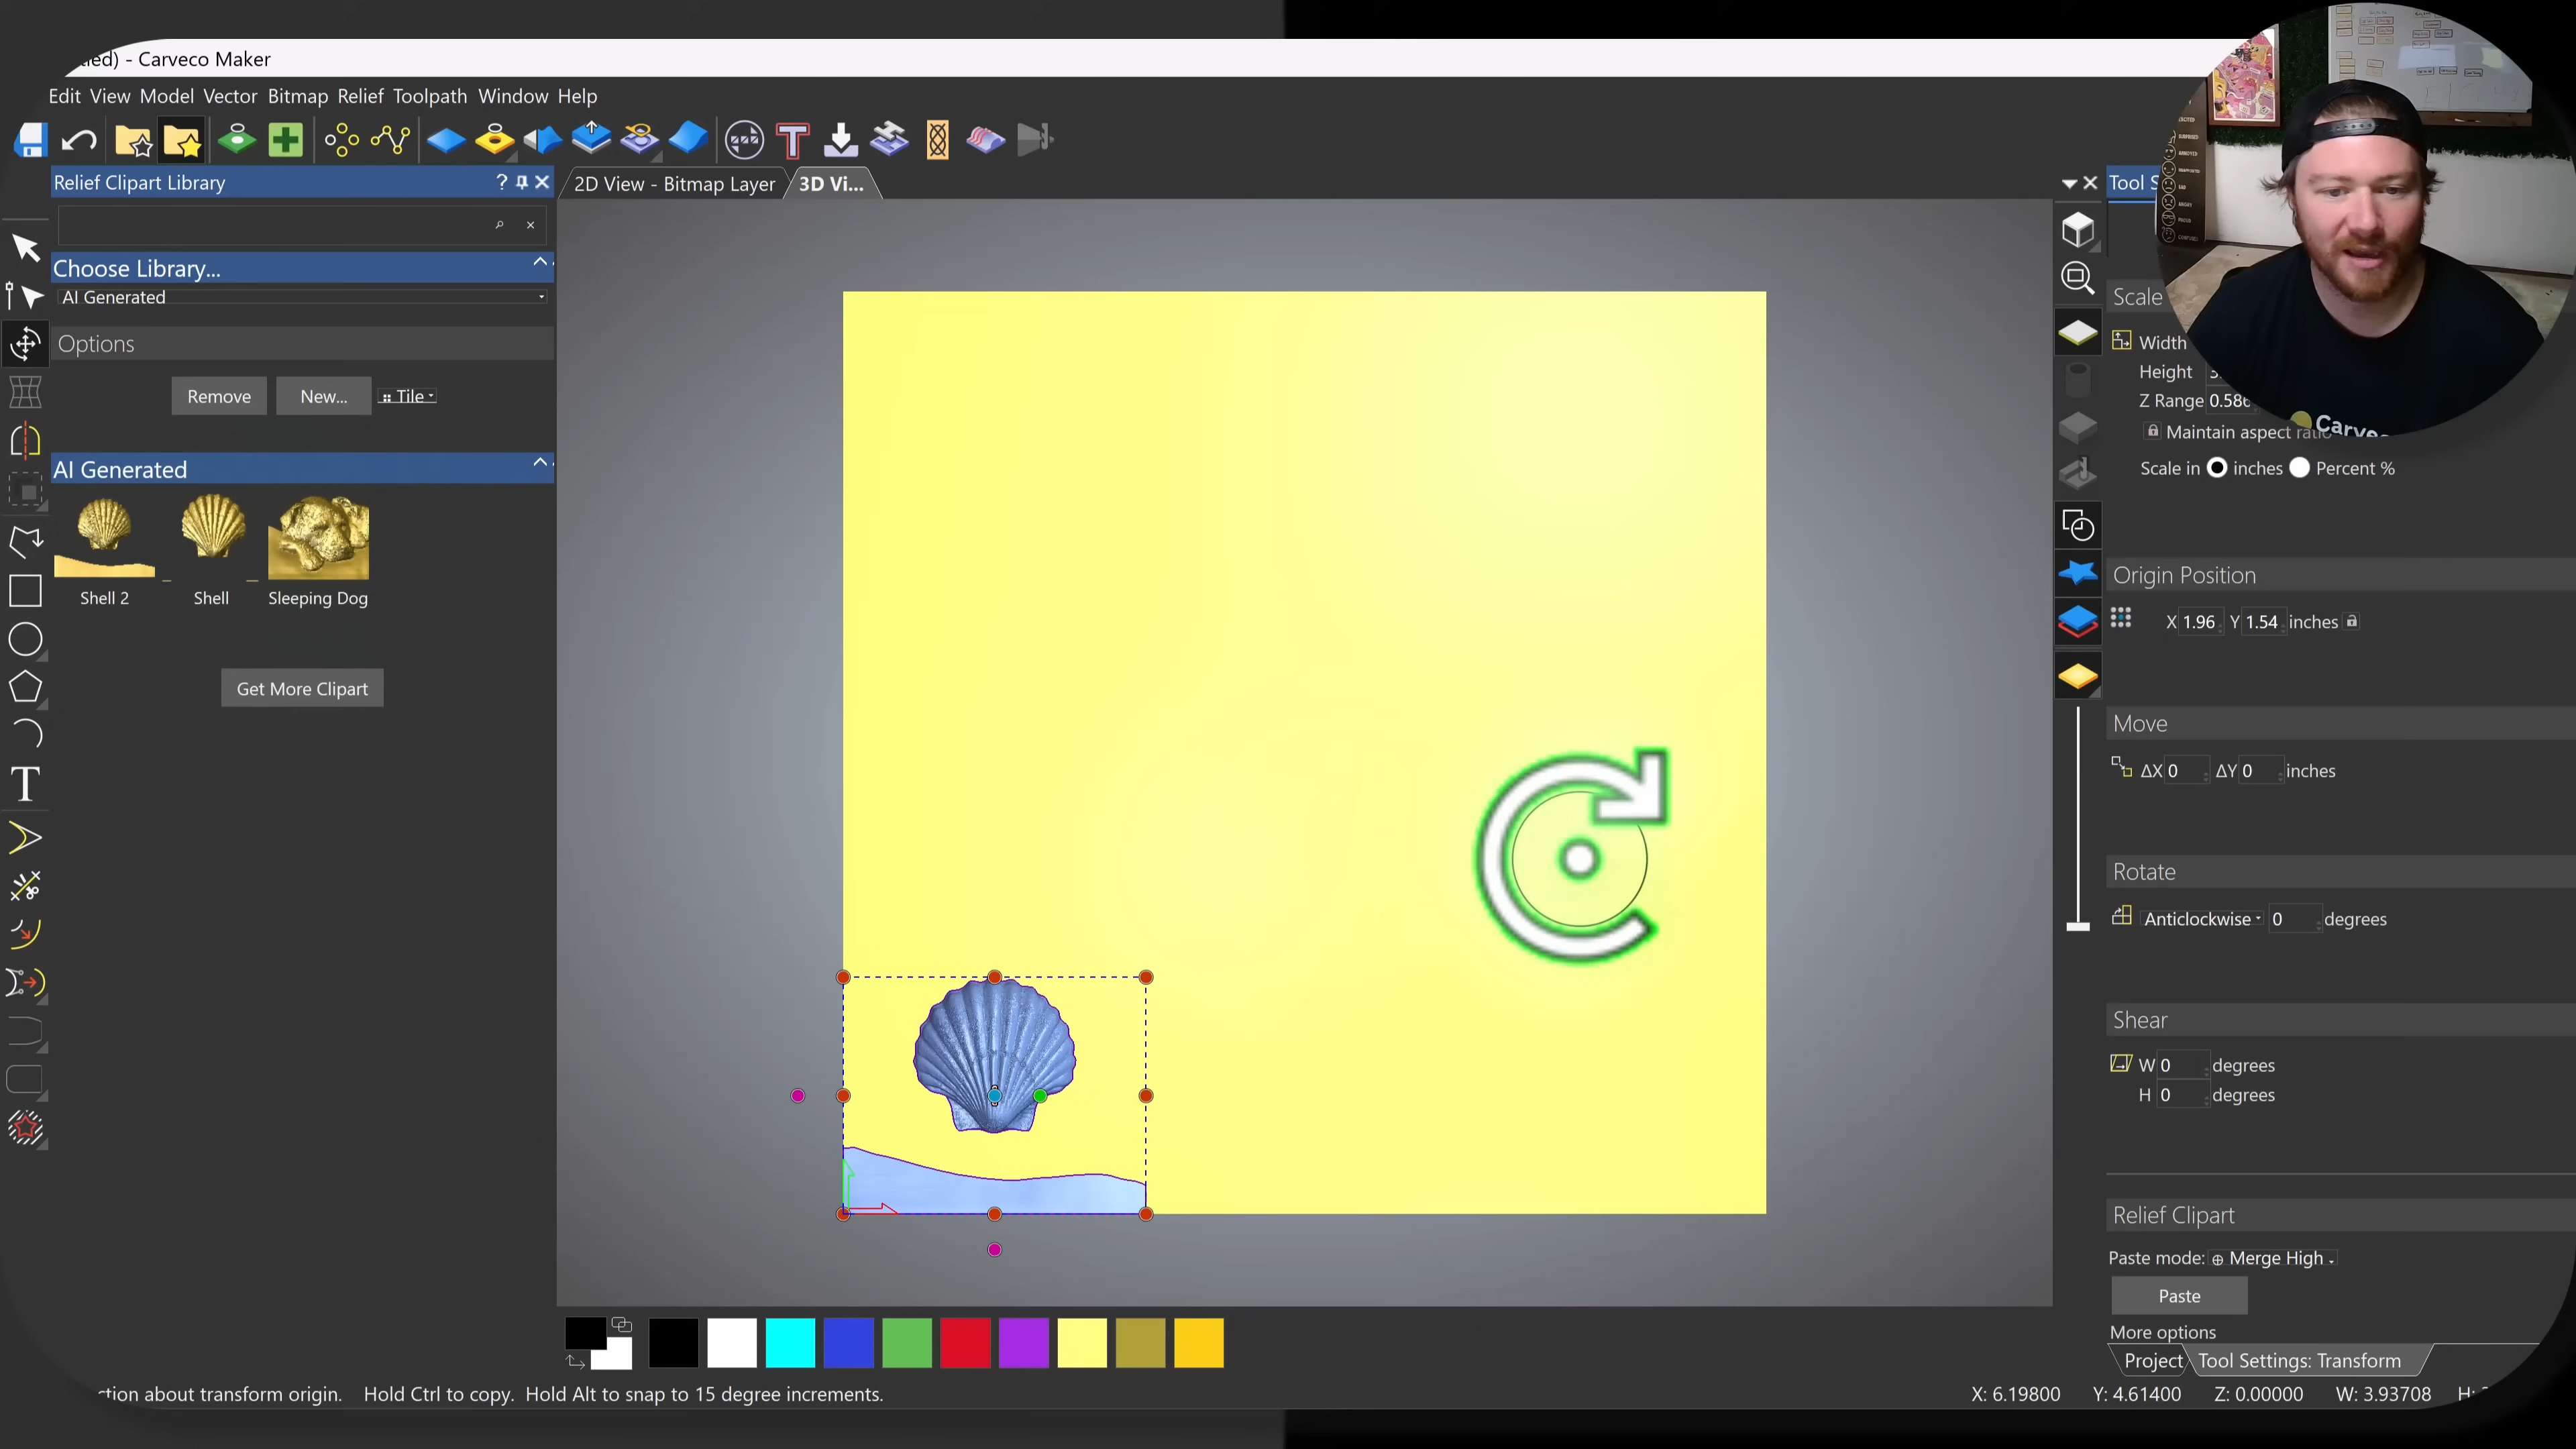 led) - Carveco Maker
Edit View Model Vector Bitmap Relief Toolpath Window Help
Relief Clipart Library
2D View - Bitmap Layer
3D Vi...
Tool S
Choose Library...
AI Generated
Options
Remove
New...
Tile
AI Generated
Shell 2
Shell
Sleeping Dog
Get More Clipart
Scale
Width
Height 3.
Z Range 0.586
Maintain aspect ratio
Scale in inches Percent %
Origin Position
X 1.96 Y 1.54 inches
Move
ΔX 0 ΔY 0 inches
Rotate
Anticlockwise 0 degrees
Shear
W 0 degrees
H 0 degrees
Relief Clipart
Paste mode: Merge High
Paste
More options
Project
Tool Settings: Transform
ction about transform origin. Hold Ctrl to copy. Hold Alt to snap to 15 degree increments.
X: 6.19800 Y: 4.61400 Z: 0.00000 W: 3.93708 H:
Carve